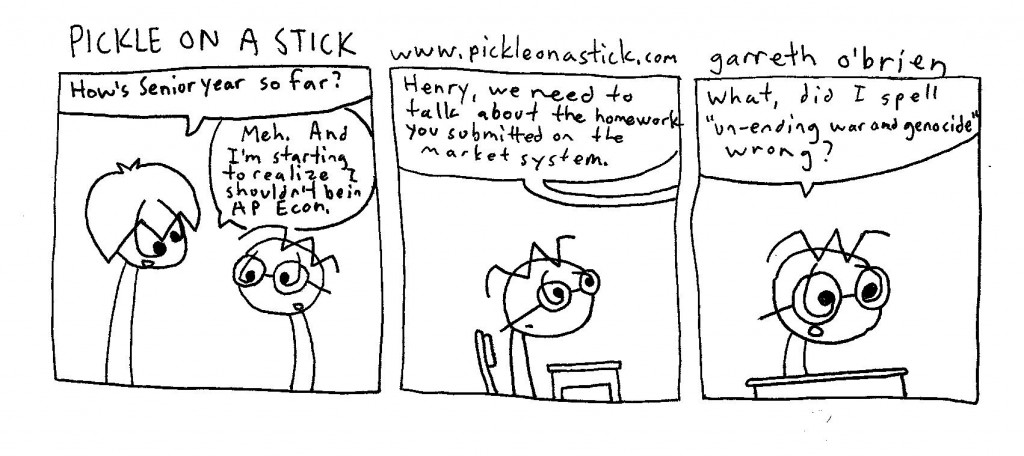 PICKLE ON A STICK
www.pickleonastick.com
garreth o'brien
How's Senior year so far?
Meh. And
I'm starting
to realize I
shouldn't be in
AP Econ.
Henry, we need to
talk about the homework
you submitted on the
market system.
What, did I spell
"un-ending war and genocide"
wrong?